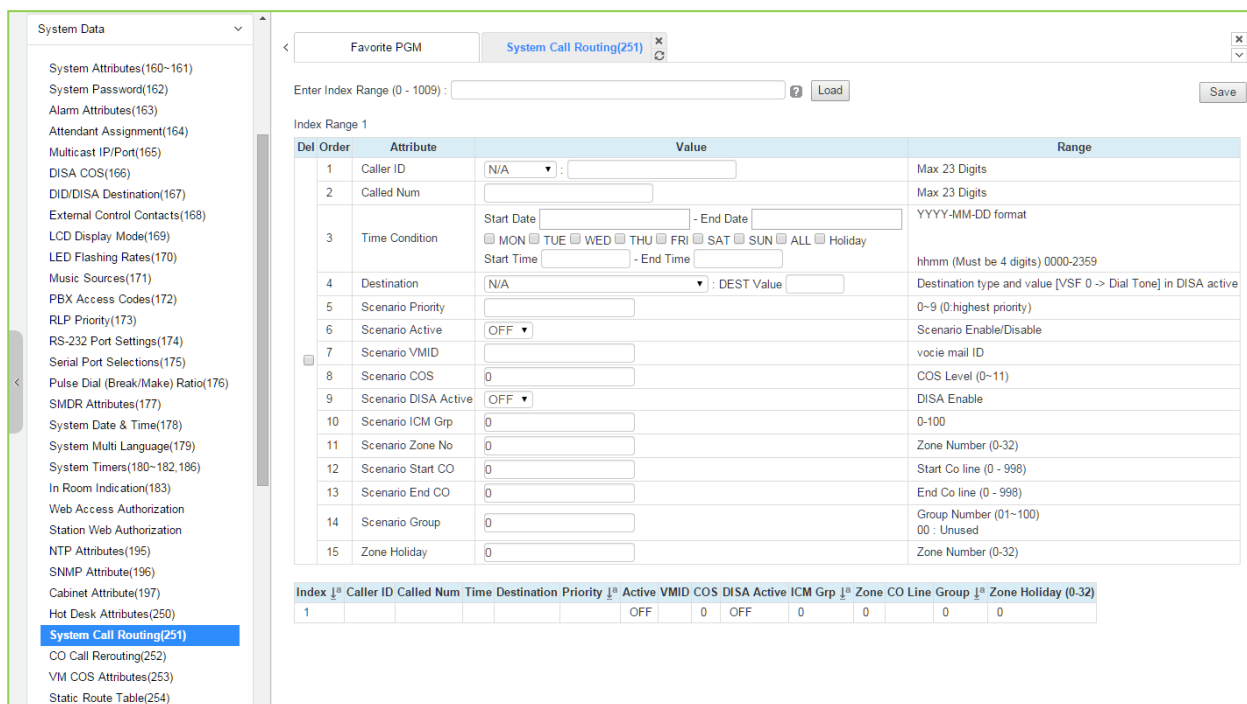 System Data
System Attributes(160~161)
System Password(162)
Alarm Attributes(163)
Attendant Assignment(164)
Multicast IP/Port(165)
DISA COS(166)
DID/DISA Destination(167)
External Control Contacts(168)
LCD Display Mode(169)
LED Flashing Rates(170)
Music Sources(171)
PBX Access Codes(172)
RLP Priority(173)
RS-232 Port Settings(174)
Serial Port Selections(175)
Pulse Dial (Break/Make) Ratio(176)
SMDR Attributes(177)
System Date & Time(178)
System Multi Language(179)
System Timers(180~182,186)
In Room Indication(183)
Web Access Authorization
Station Web Authorization
NTP Attributes(195)
SNMP Attribute(196)
Cabinet Attribute(197)
Hot Desk Attributes(250)
System Call Routing(251)
CO Call Rerouting(252)
VM COS Attributes(253)
Static Route Table(254)
Favorite PGM System Call Routing(251)
Enter Index Range (0 - 1009) : ? Load Save
Index Range 1
Del Order Attribute Value Range
1 Caller ID N/A : Max 23 Digits
2 Called Num Max 23 Digits
3 Time Condition Start Date - End Date YYYY-MM-DD format
MON TUE WED THU FRI SAT SUN ALL Holiday
Start Time - End Time hhmm (Must be 4 digits) 0000-2359
4 Destination N/A : DEST Value Destination type and value [VSF 0 -> Dial Tone] in DISA active
5 Scenario Priority 0~9 (0:highest priority)
6 Scenario Active OFF Scenario Enable/Disable
7 Scenario VMID vocie mail ID
8 Scenario COS 0 COS Level (0~11)
9 Scenario DISA Active OFF DISA Enable
10 Scenario ICM Grp 0 0-100
11 Scenario Zone No 0 Zone Number (0-32)
12 Scenario Start CO 0 Start Co line (0 - 998)
13 Scenario End CO 0 End Co line (0 - 998)
14 Scenario Group 0 Group Number (01~100)
00 : Unused
15 Zone Holiday 0 Zone Number (0-32)
Index Caller ID Called Num Time Destination Priority Active VMID COS DISA Active ICM Grp Zone CO Line Group Zone Holiday (0-32)
1 OFF 0 OFF 0 0 0 0